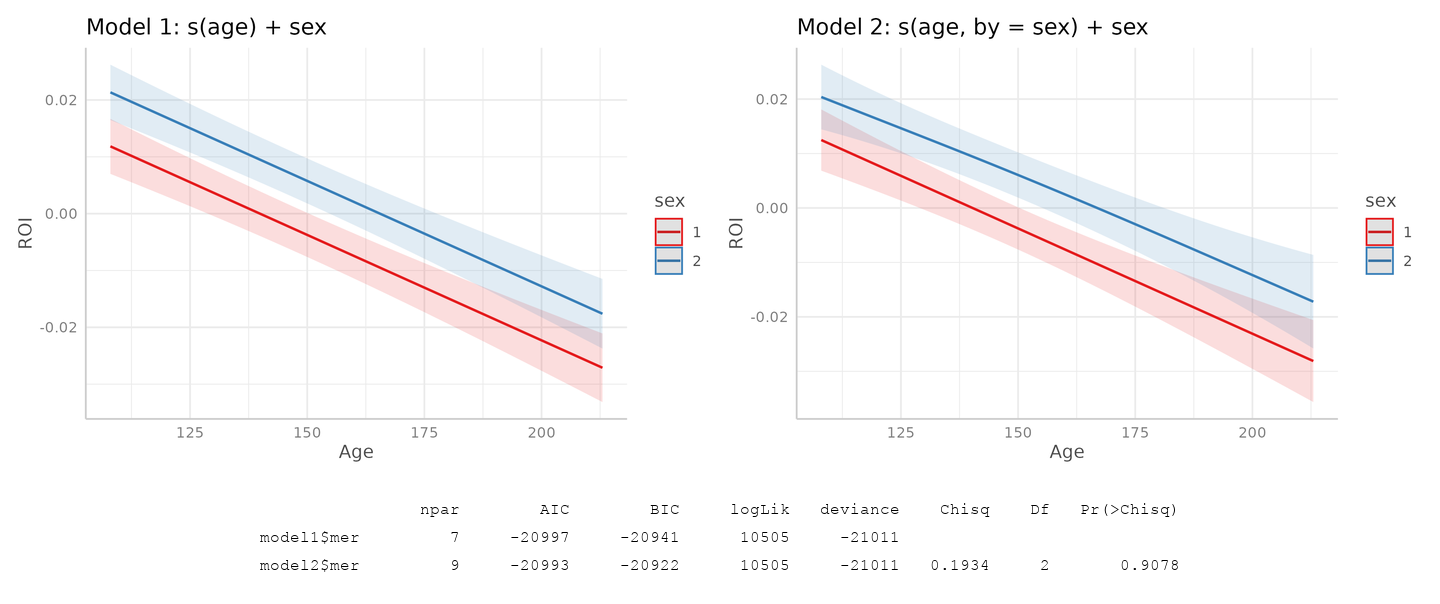 Model 1: s(age) + sex
0.02
0.00
-0.02
ROI
125 150 175 200
Age
sex
1
2
Model 2: s(age, by = sex) + sex
0.02
0.00
-0.02
ROI
125 150 175 200
Age
sex
1
2
npar AIC BIC logLik deviance Chisq Df Pr(>Chisq)
model1$mer 7 -20997 -20941 10505 -21011
model2$mer 9 -20993 -20922 10505 -21011 0.1934 2 0.9078